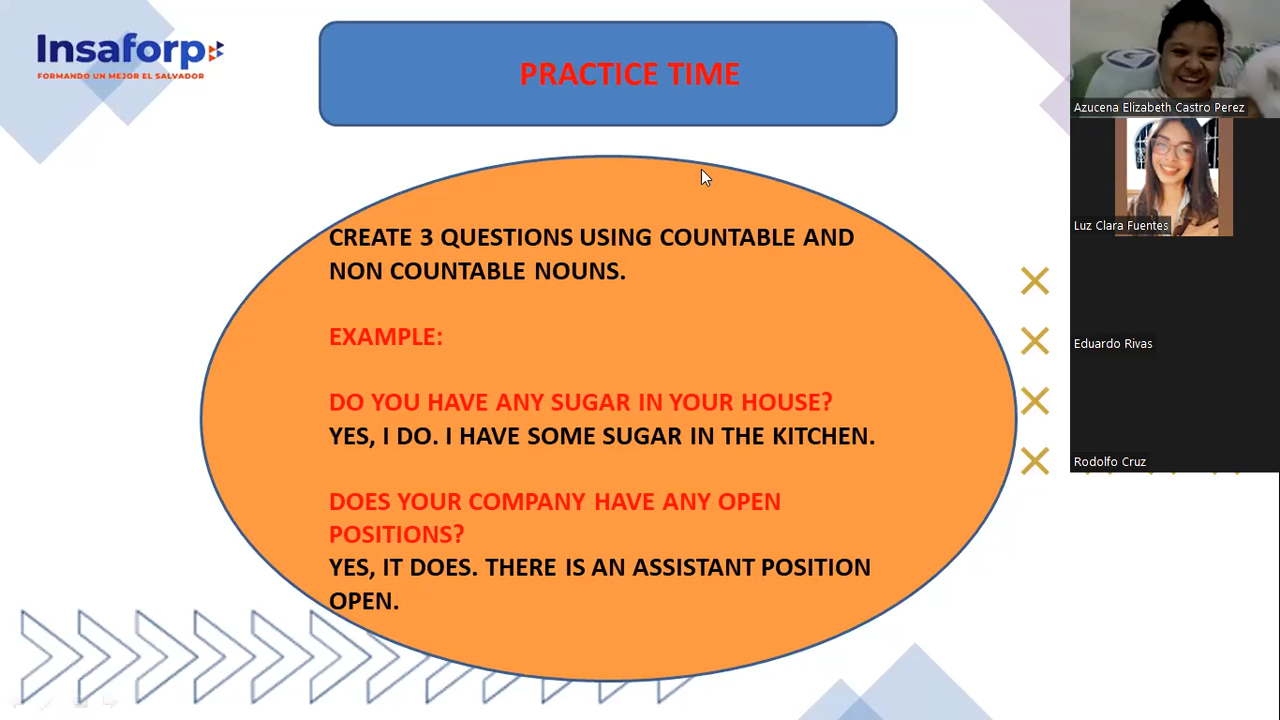 Insaforp
FORMANDO UN MEJOR EL SALVADOR
PRACTICE TIME
CREATE 3 QUESTIONS USING COUNTABLE AND
NON COUNTABLE NOUNS.
EXAMPLE:
DO YOU HAVE ANY SUGAR IN YOUR HOUSE?
YES, I DO. I HAVE SOME SUGAR IN THE KITCHEN.
DOES YOUR COMPANY HAVE ANY OPEN
POSITIONS?
YES, IT DOES. THERE IS AN ASSISTANT POSITION
OPEN.
Azucena Elizabeth Castro Perez
Luz Clara Fuentes
Eduardo Rivas
Rodolfo Cruz